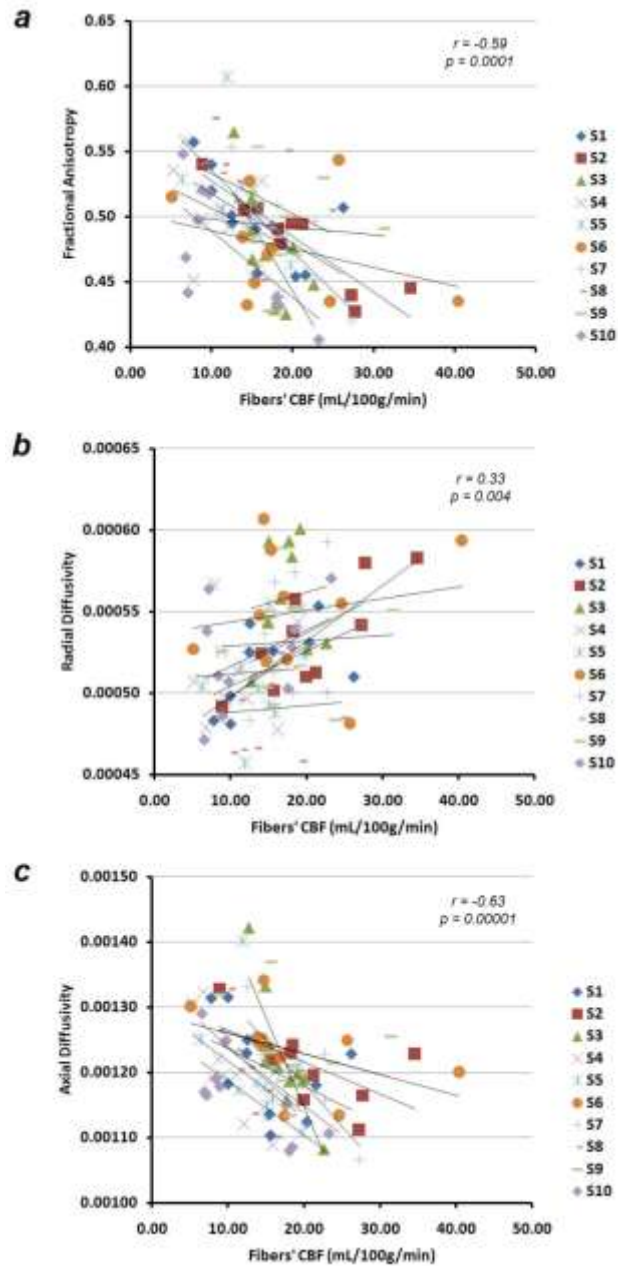 a
0.65
r = -0.59
p = 0.0001
0.60
0.55
0.50
0.45
0.40
Fractional Anisotropy
0.00 10.00 20.00 30.00 40.00 50.00
Fibers' CBF (mL/100g/min)
S1
S2
S3
S4
S5
S6
S7
S8
S9
S10
b
0.00065
r = 0.33
p = 0.004
0.00060
0.00055
0.00050
0.00045
Radial Diffusivity
0.00 10.00 20.00 30.00 40.00 50.00
Fibers' CBF (mL/100g/min)
S1
S2
S3
S4
S5
S6
S7
S8
S9
S10
c
0.00150
r = -0.63
p = 0.00001
0.00140
0.00130
0.00120
0.00110
0.00100
Axial Diffusivity
0.00 10.00 20.00 30.00 40.00 50.00
Fibers' CBF (mL/100g/min)
S1
S2
S3
S4
S5
S6
S7
S8
S9
S10